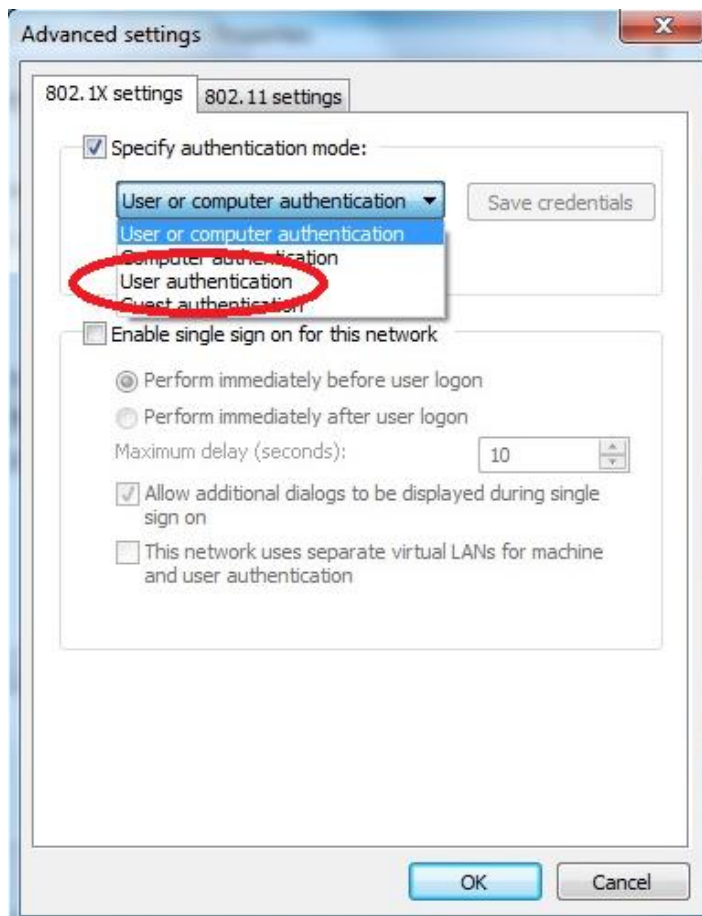 Advanced settings
802.1X settings
802.11 settings
Specify authentication mode:
User or computer authentication
Save credentials
User or computer authentication
Computer authentication
User authentication
Guest authentication
Enable single sign on for this network
Perform immediately before user logon
Perform immediately after user logon
Maximum delay (seconds):
10
Allow additional dialogs to be displayed during single
sign on
This network uses separate virtual LANs for machine
and user authentication
OK
Cancel